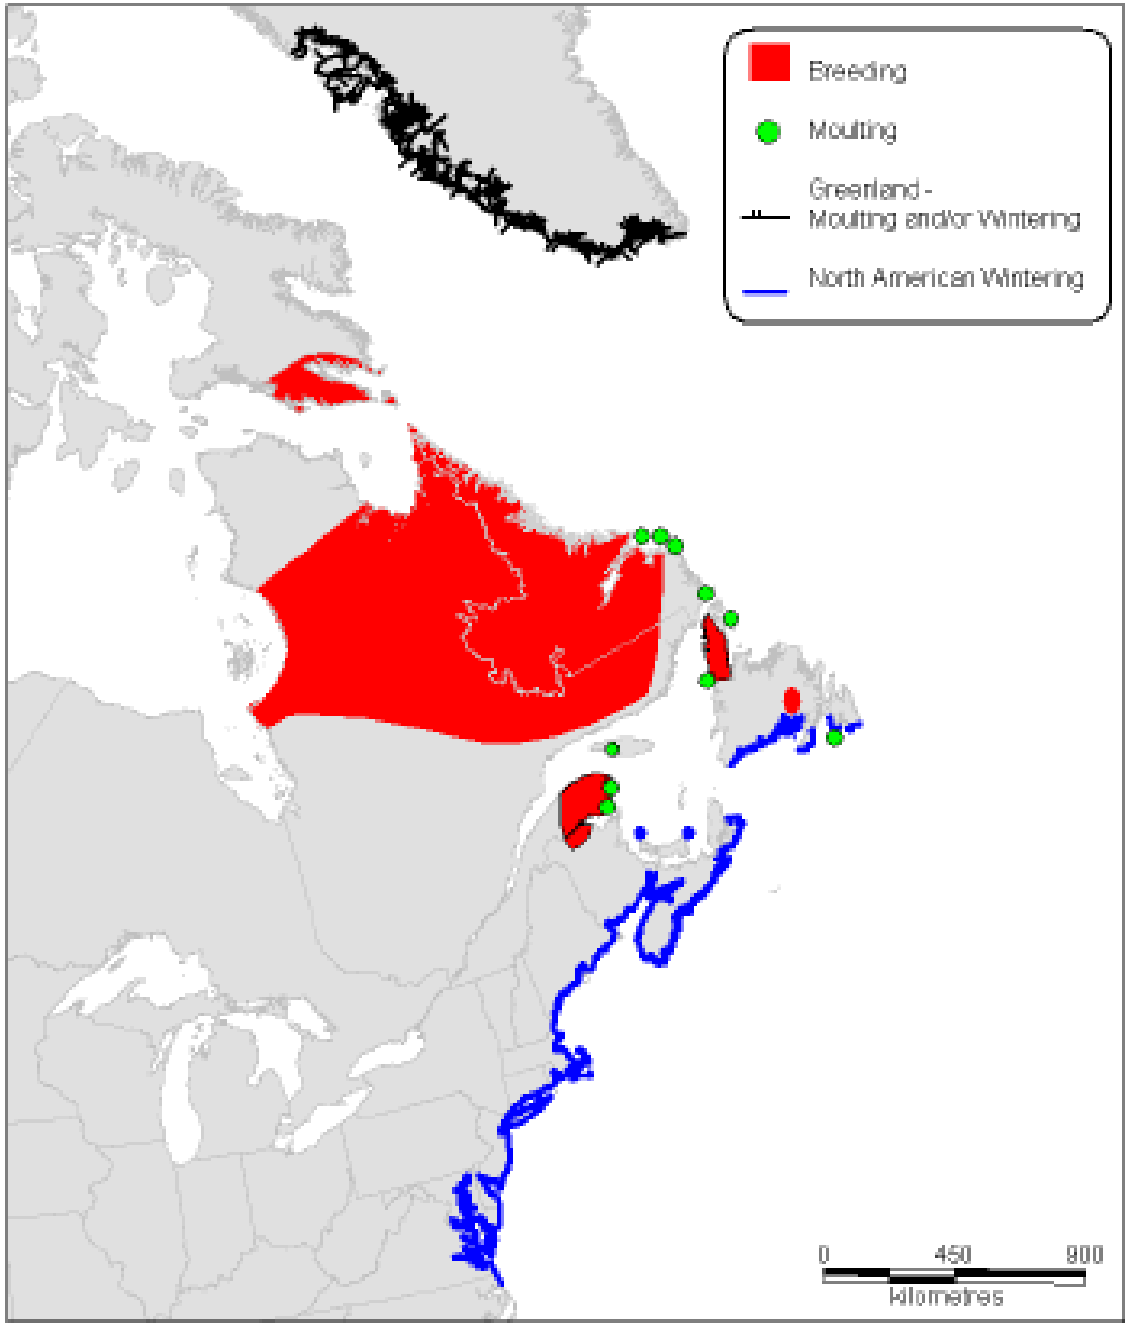 Breeding
Moulting
Greenland -
Moulting and/or Wintering
North American Wintering
0 450 900
kilometres